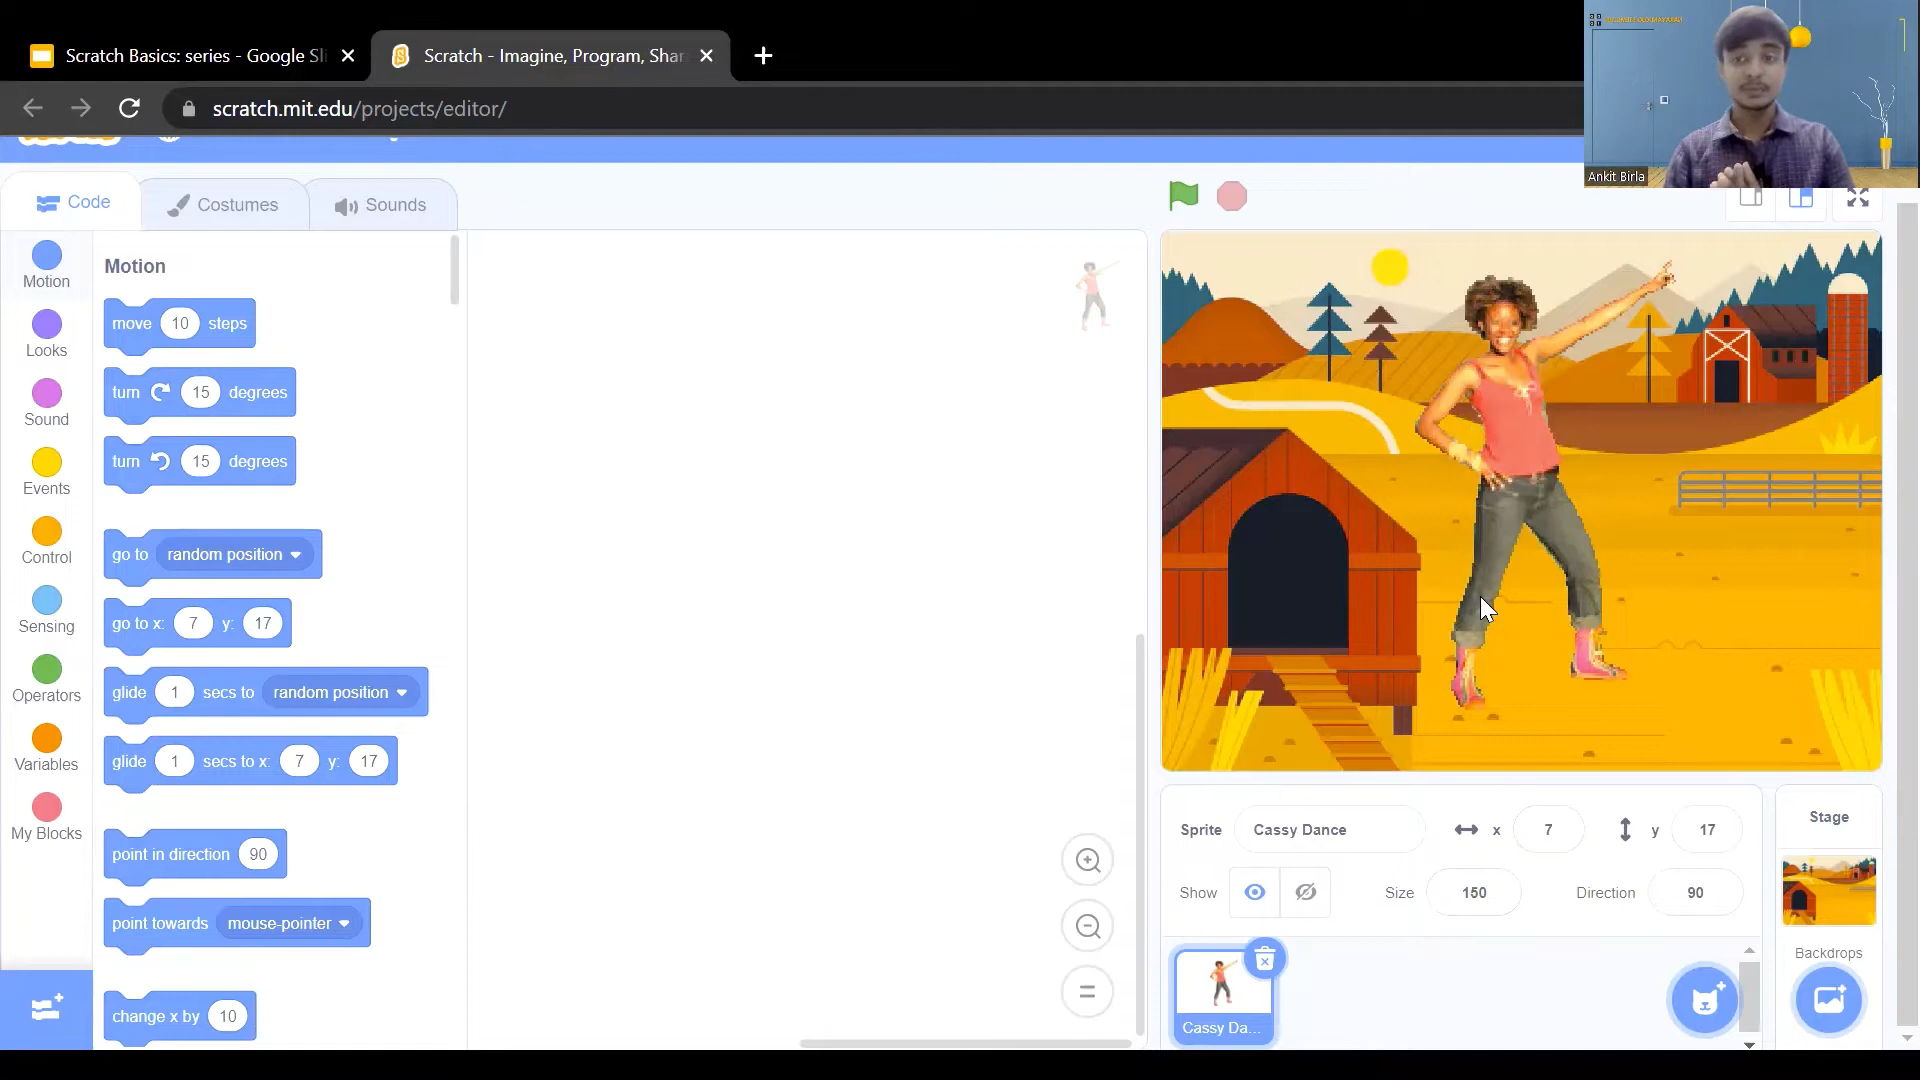 Scratch Basics: series - Google Sli
Scratch - Imagine, Program, Shar
scratch.mit.edu/projects/editor/
Ankit Birla
Code
Costumes
Sounds
Motion
Looks
Sound
Events
Control
Sensing
Operators
Variables
My Blocks
Motion
move 10 steps
turn 15 degrees
turn 15 degrees
go to random position
go to x: 7 y: 17
glide 1 secs to random position
glide 1 secs to x: 7 y: 17
point in direction 90
point towards mouse-pointer
change x by 10
Sprite Cassy Dance x 7 y 17
Show Size 150 Direction 90
Cassy Da...
Stage
Backdrops